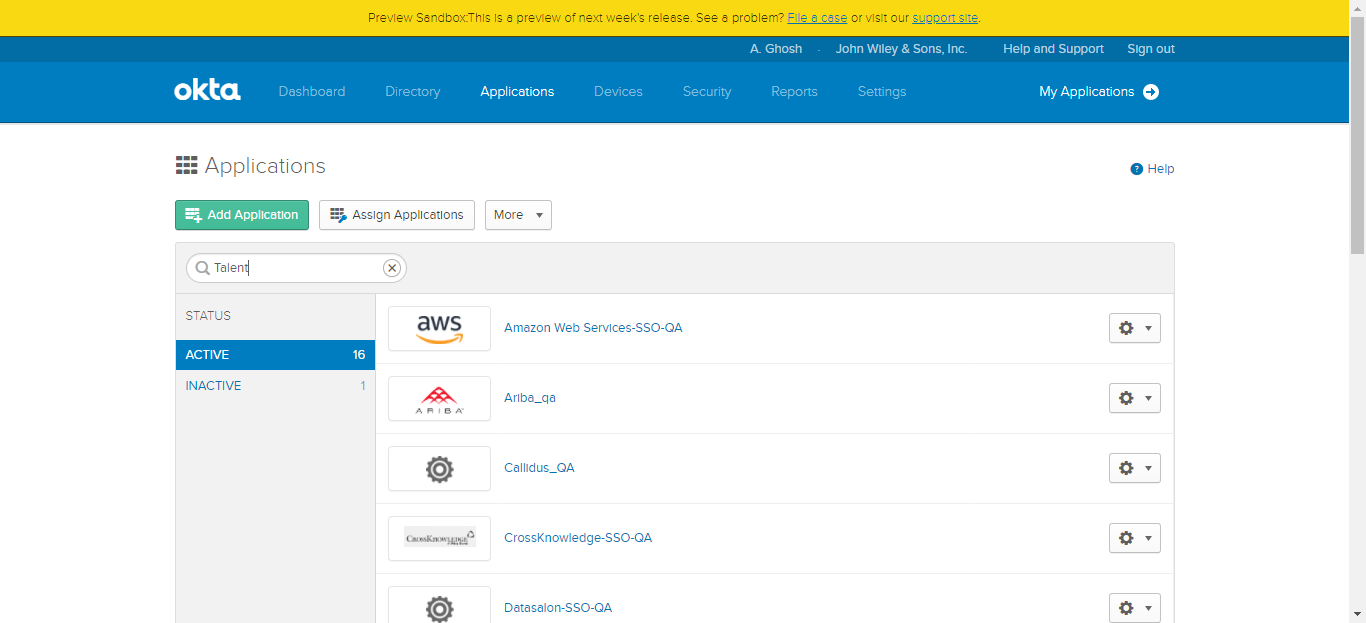 Preview Sandbox:This is a preview of next week's release. See a problem? File a case or visit our support site.
A. Ghosh · John Wiley & Sons, Inc. Help and Support Sign out
okta Dashboard Directory Applications Devices Security Reports Settings My Applications
Applications
? Help
Add Application Assign Applications More
Talent
STATUS
ACTIVE 16
INACTIVE 1
aws Amazon Web Services-SSO-QA
ARIBA Ariba_qa
Callidus_QA
CROSSKNOWLEDGE CrossKnowledge-SSO-QA
Datasalon-SSO-QA